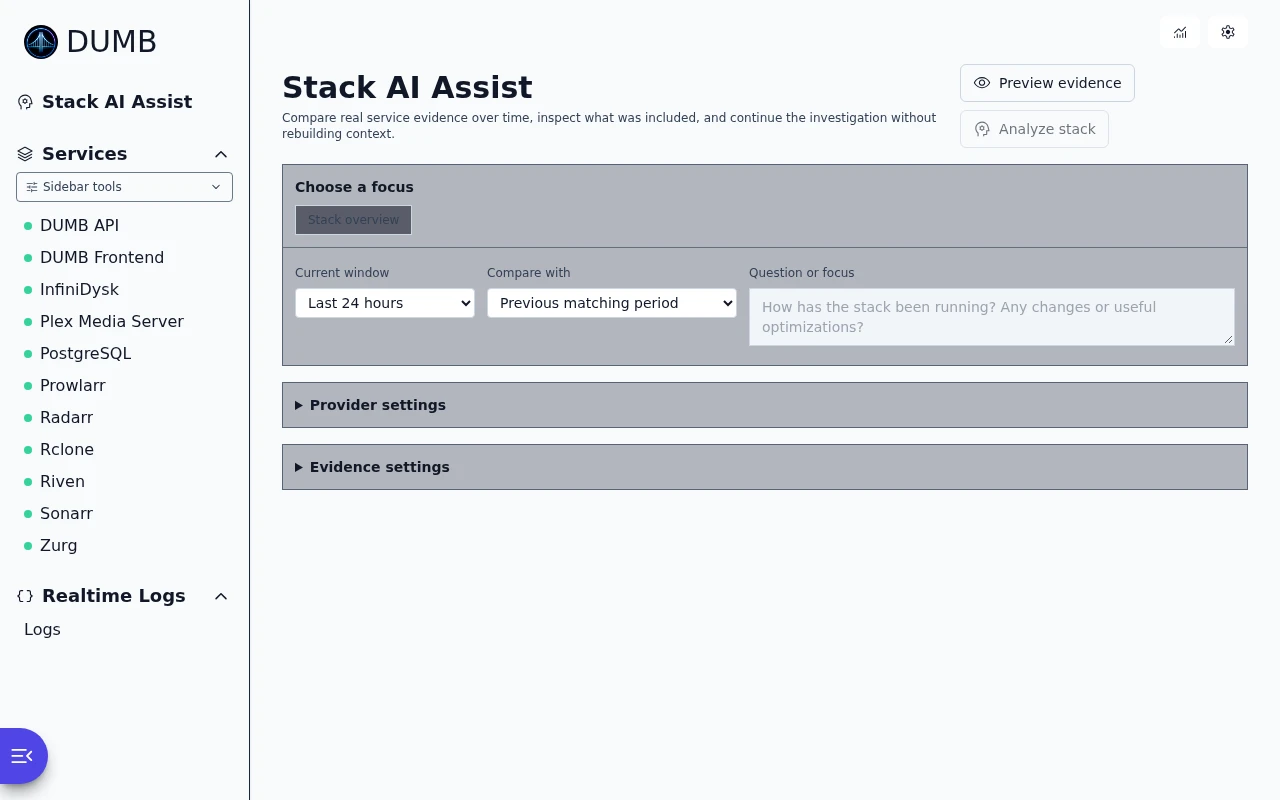 DUMB
Stack AI Assist
Services
Sidebar tools
DUMB API
DUMB Frontend
InfiniDysk
Plex Media Server
PostgreSQL
Prowlarr
Radarr
Rclone
Riven
Sonarr
Zurg
Realtime Logs
Logs
Stack AI Assist
Compare real service evidence over time, inspect what was included, and continue the investigation without
rebuilding context.
Preview evidence
Analyze stack
Choose a focus
Stack overview
Current window
Last 24 hours
Compare with
Previous matching period
Question or focus
How has the stack been running? Any changes or useful
optimizations?
Provider settings
Evidence settings